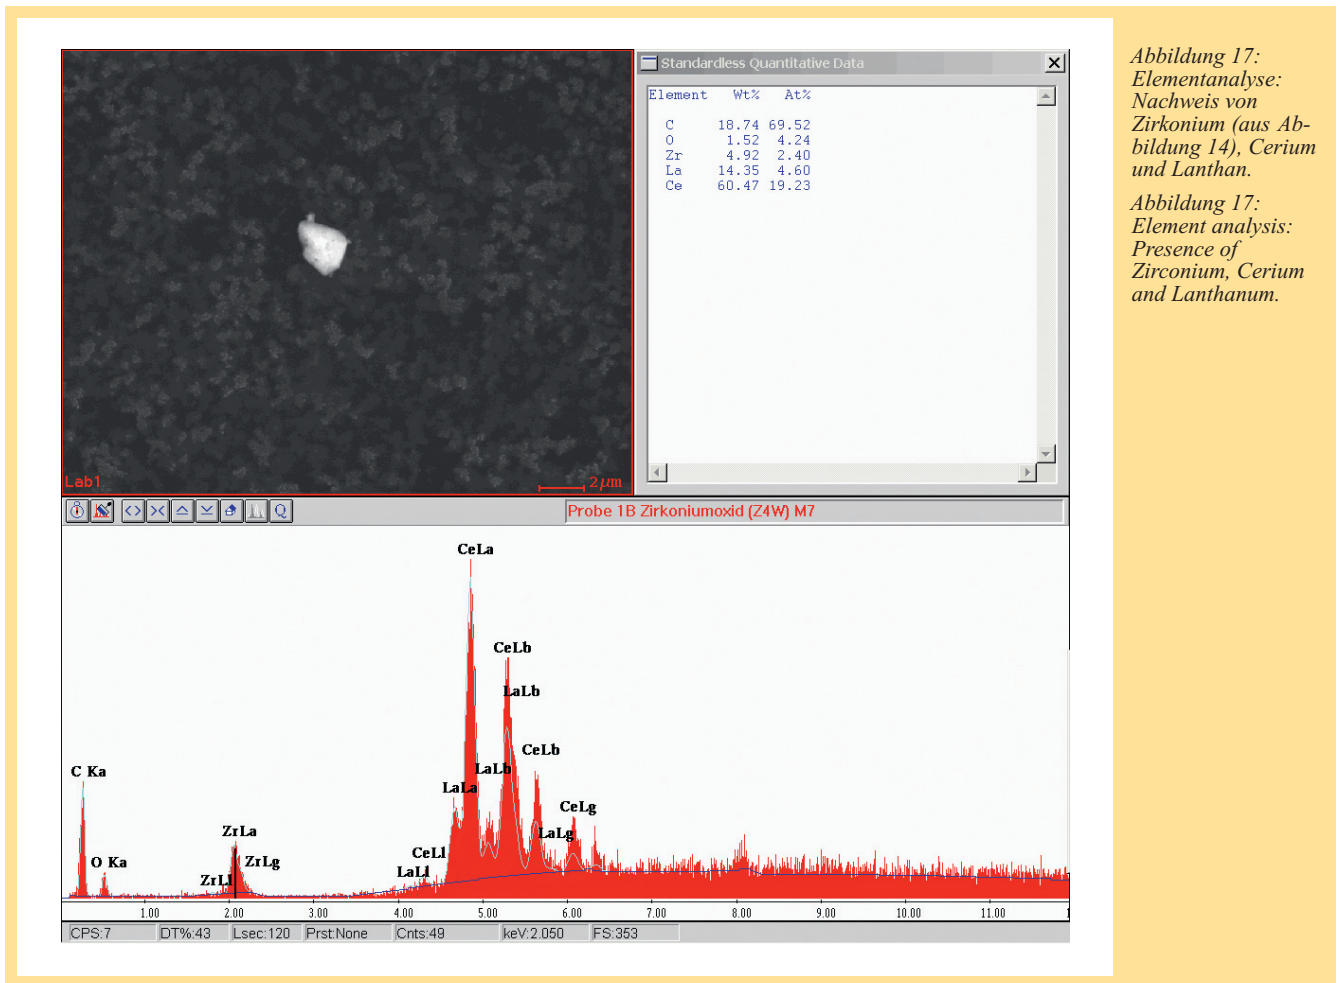 Abbildung 17:
Elementanalyse:
Nachweis von
Zirkonium (aus Ab-
bildung 14), Cerium
und Lanthan.
Abbildung 17:
Element analysis:
Presence of
Zirconium, Cerium
and Lanthanum.
Standardless Quantitative Data
Element Wt% At%
C 18.74 69.52
O 1.52 4.24
Zr 4.92 2.40
La 14.35 4.60
Ce 60.47 19.23
Lab1
2µm
Q
Probe 1B Zirkoniumoxid (Z4W) M7
CeLa
CeLb
LaLb
CeLb
LaLb
C Ka
LaLa
CeLg
ZrLa
LaLg
O Ka
ZrLg
CeLl
LaLl
ZrLl
1.00 2.00 3.00 4.00 5.00 6.00 7.00 8.00 9.00 10.00 11.00 1
CPS:7 DT%:43 Lsec:120 Prst:None Cnts:49 keV:2.050 FS:353